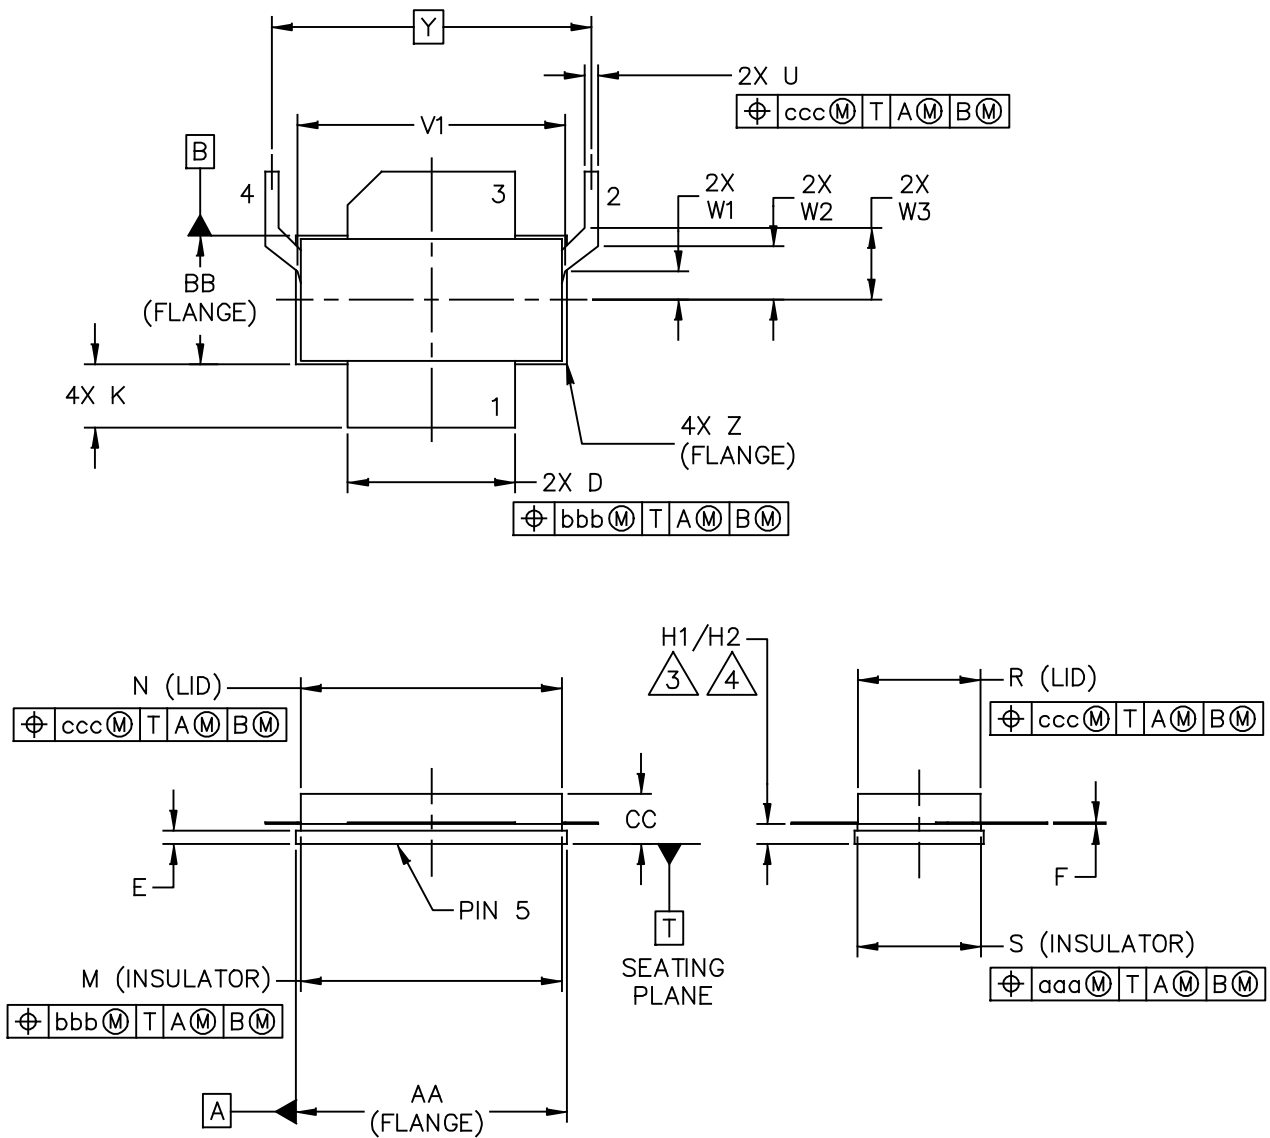 Y
2X U
⌖ ccc Ⓜ T A Ⓜ B Ⓜ
V1
B
4
3
2
2X
W1
2X
W2
2X
W3
BB
(FLANGE)
4X K
1
4X Z
(FLANGE)
2X D
⌖ bbb Ⓜ T A Ⓜ B Ⓜ
H1/H2
3
4
N (LID)
⌖ ccc Ⓜ T A Ⓜ B Ⓜ
R (LID)
⌖ ccc Ⓜ T A Ⓜ B Ⓜ
CC
E
F
PIN 5
T
SEATING
PLANE
S (INSULATOR)
⌖ aaa Ⓜ T A Ⓜ B Ⓜ
M (INSULATOR)
⌖ bbb Ⓜ T A Ⓜ B Ⓜ
A
AA
(FLANGE)